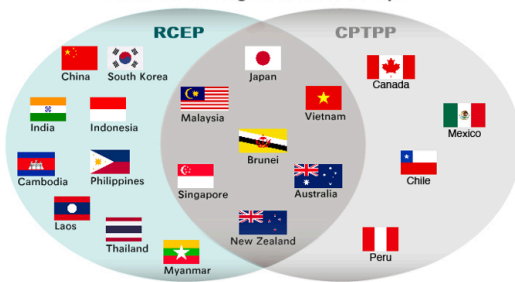 RCEP
CPTPP
China
South Korea
Japan
Canada
India
Indonesia
Malaysia
Vietnam
Mexico
Cambodia
Philippines
Brunei
Singapore
Australia
Chile
Laos
Thailand
New Zealand
Myanmar
Peru